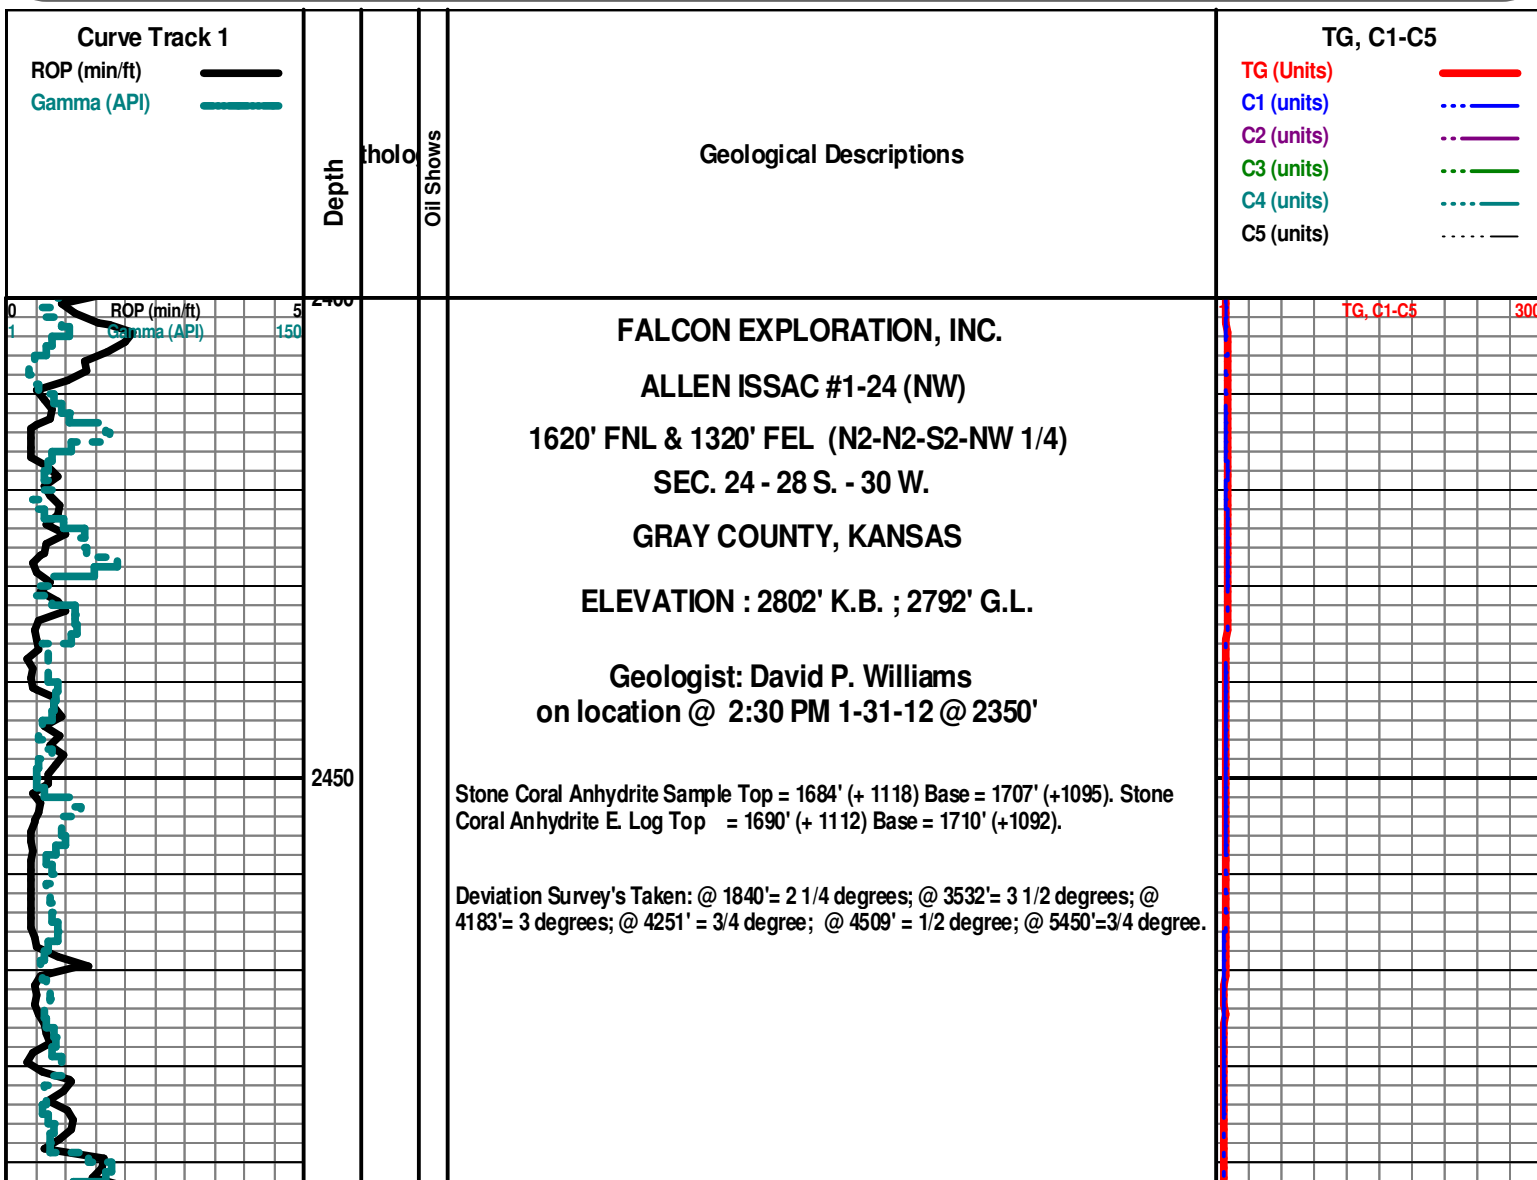 Curve Track 1
ROP (min/ft)
Gamma (API)
Depth
tholo
Oil Shows
Geological Descriptions
TG, C1-C5
TG (Units)
C1 (units)
C2 (units)
C3 (units)
C4 (units)
C5 (units)
0 ROP (min/ft) 5
1 Gamma (API) 150
2400
TG, C1-C5 300
FALCON EXPLORATION, INC.
ALLEN ISSAC #1-24 (NW)
1620' FNL & 1320' FEL (N2-N2-S2-NW 1/4)
SEC. 24 - 28 S. - 30 W.
GRAY COUNTY, KANSAS
ELEVATION : 2802' K.B. ; 2792' G.L.
Geologist: David P. Williams
on location @ 2:30 PM 1-31-12 @ 2350'
2450
Stone Coral Anhydrite Sample Top = 1684' (+ 1118) Base = 1707' (+1095). Stone
Coral Anhydrite E. Log Top = 1690' (+ 1112) Base = 1710' (+1092).
Deviation Survey's Taken: @ 1840'= 2 1/4 degrees; @ 3532'= 3 1/2 degrees; @
4183'= 3 degrees; @ 4251' = 3/4 degree; @ 4509' = 1/2 degree; @ 5450'=3/4 degree.